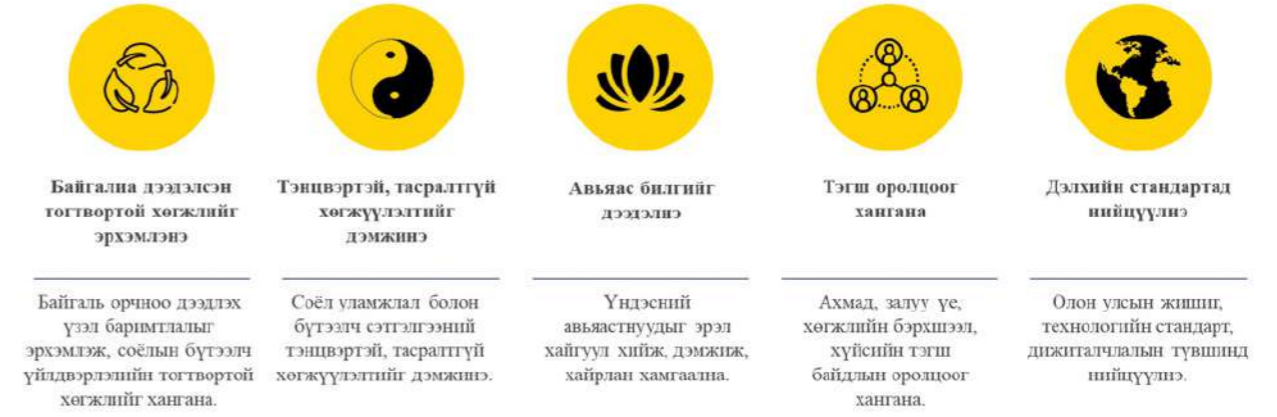 Байгалиа дээдэлсэн
тогтвортой хөгжлийг
эрхэмлэнэ
Байгаль орчноо дээдлэх
үзэл баримтлалыг
эрхэмлэж, соёлын бүтээлч
үйлдвэрлэлийн тогтвортой
хөгжлийг хангана.
Тэнцвэртэй, тасралтгүй
хөгжүүлэлтийг
дэмжинэ
Соёл уламжлал болон
бүтээлч сэтгэлгээний
тэнцвэртэй, тасралтгүй
хөгжүүлэлтийг дэмжинэ.
Авьяас билгийг
дээдэлнэ
Үндэсний
авьяастнуудыг эрэл
хайгуул хийж, дэмжиж,
хайрлан хамгаална.
Тэгш оролцоог
хангана
Ахмад, залуу үе,
хөгжлийн бэрхшээл,
хүйсийн тэгш
байдлын оролцоог
хангана.
Дэлхийн стандартад
нийцүүлнэ
Олон улсын жишиг,
технологийн стандарт,
дижиталчлалын түвшинд
нийцүүлнэ.